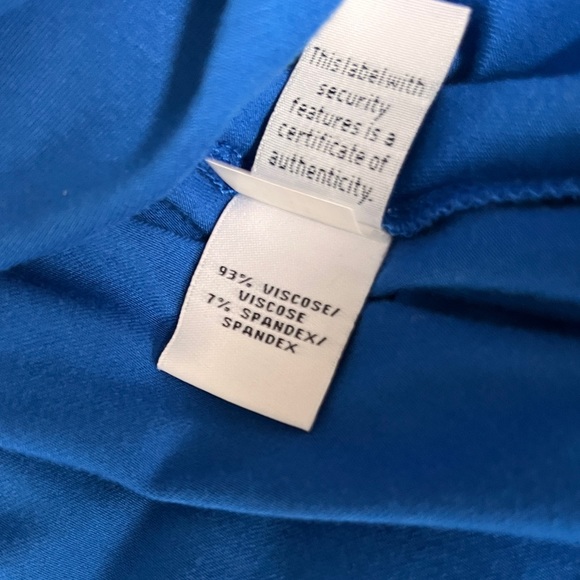 This label with
security
features is a
certificate of
authenticity.
93% VISCOSE/
VISCOSE
7% SPANDEX/
SPANDEX